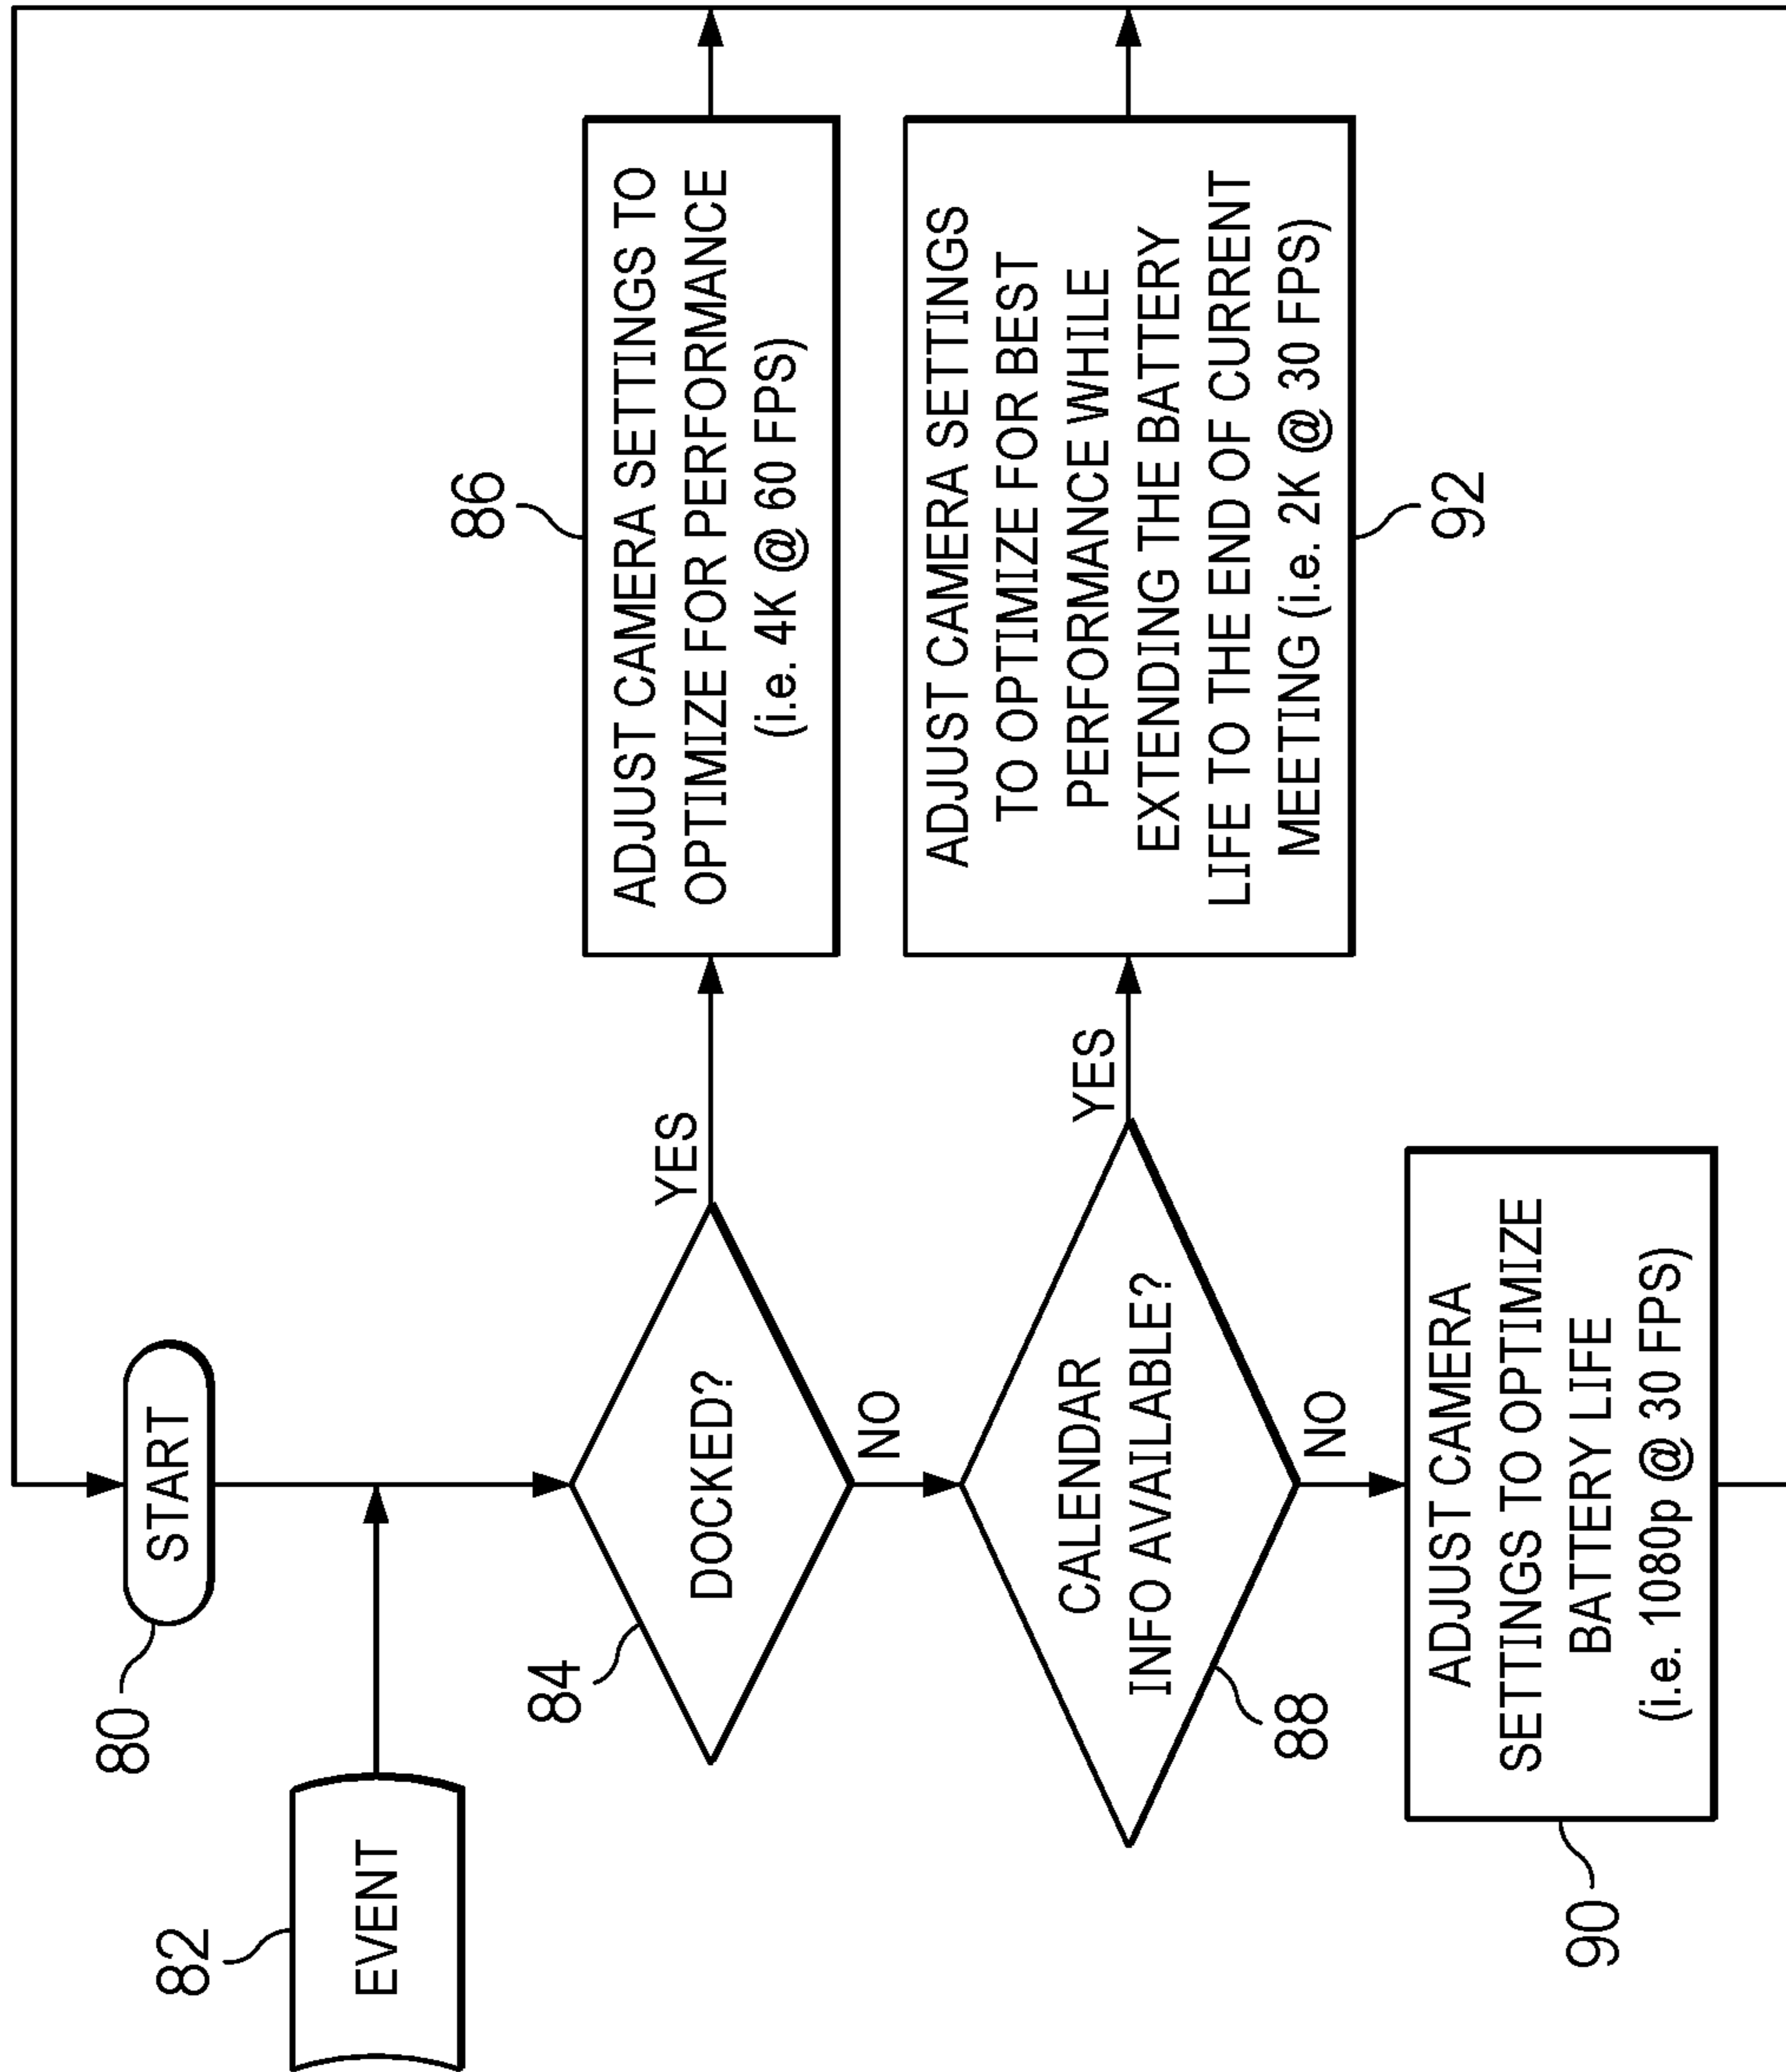 80
START
82
EVENT
84
DOCKED?
YES
NO
86
ADJUST CAMERA SETTINGS TO
OPTIMIZE FOR PERFORMANCE
(i.e. 4K @ 60 FPS)
88
CALENDAR
INFO AVAILABLE?
YES
NO
ADJUST CAMERA SETTINGS
TO OPTIMIZE FOR BEST
PERFORMANCE WHILE
EXTENDING THE BATTERY
LIFE TO THE END OF CURRENT
MEETING (i.e. 2K @ 30 FPS)
92
90
ADJUST CAMERA
SETTINGS TO OPTIMIZE
BATTERY LIFE
(i.e. 1080p @ 30 FPS)